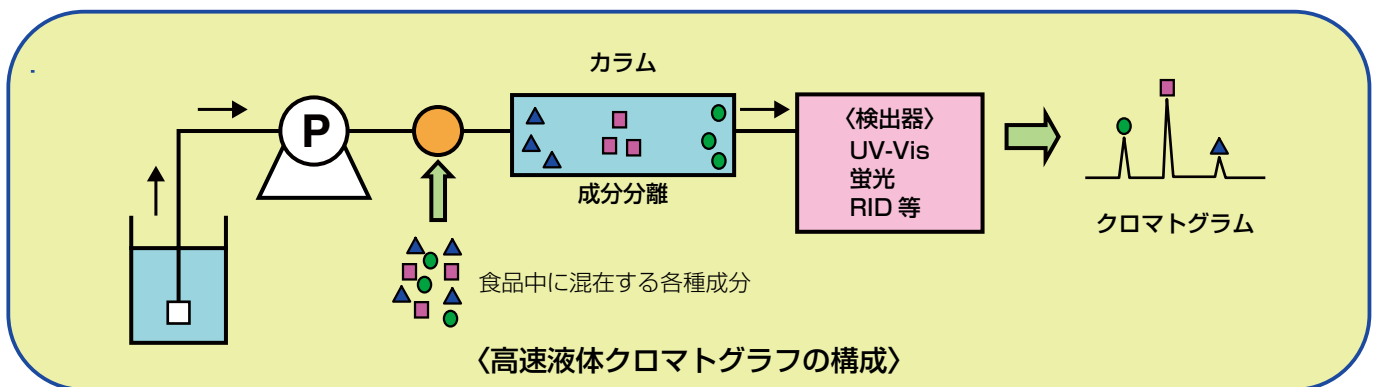 カラム
P
〈検出器〉
UV-Vis
蛍光
RID 等
成分分離
クロマトグラム
食品中に混在する各種成分
〈高速液体クロマトグラフの構成〉